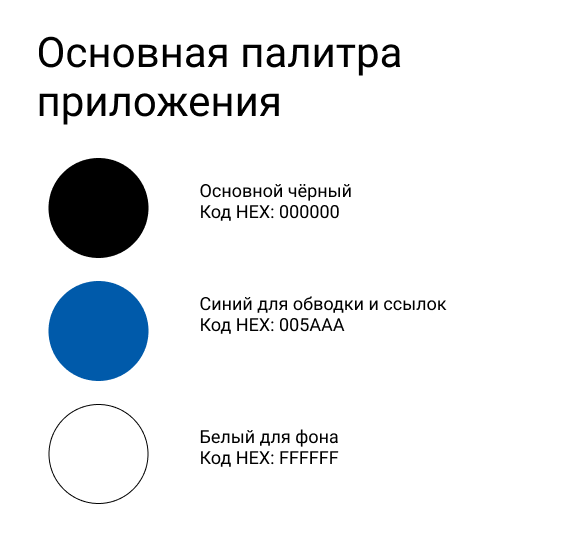 Основная палитра
приложения
Основной чёрный
Код HEX: 000000
Синий для обводки и ссылок
Код HEX: 005AAA
Белый для фона
Код HEX: FFFFFF